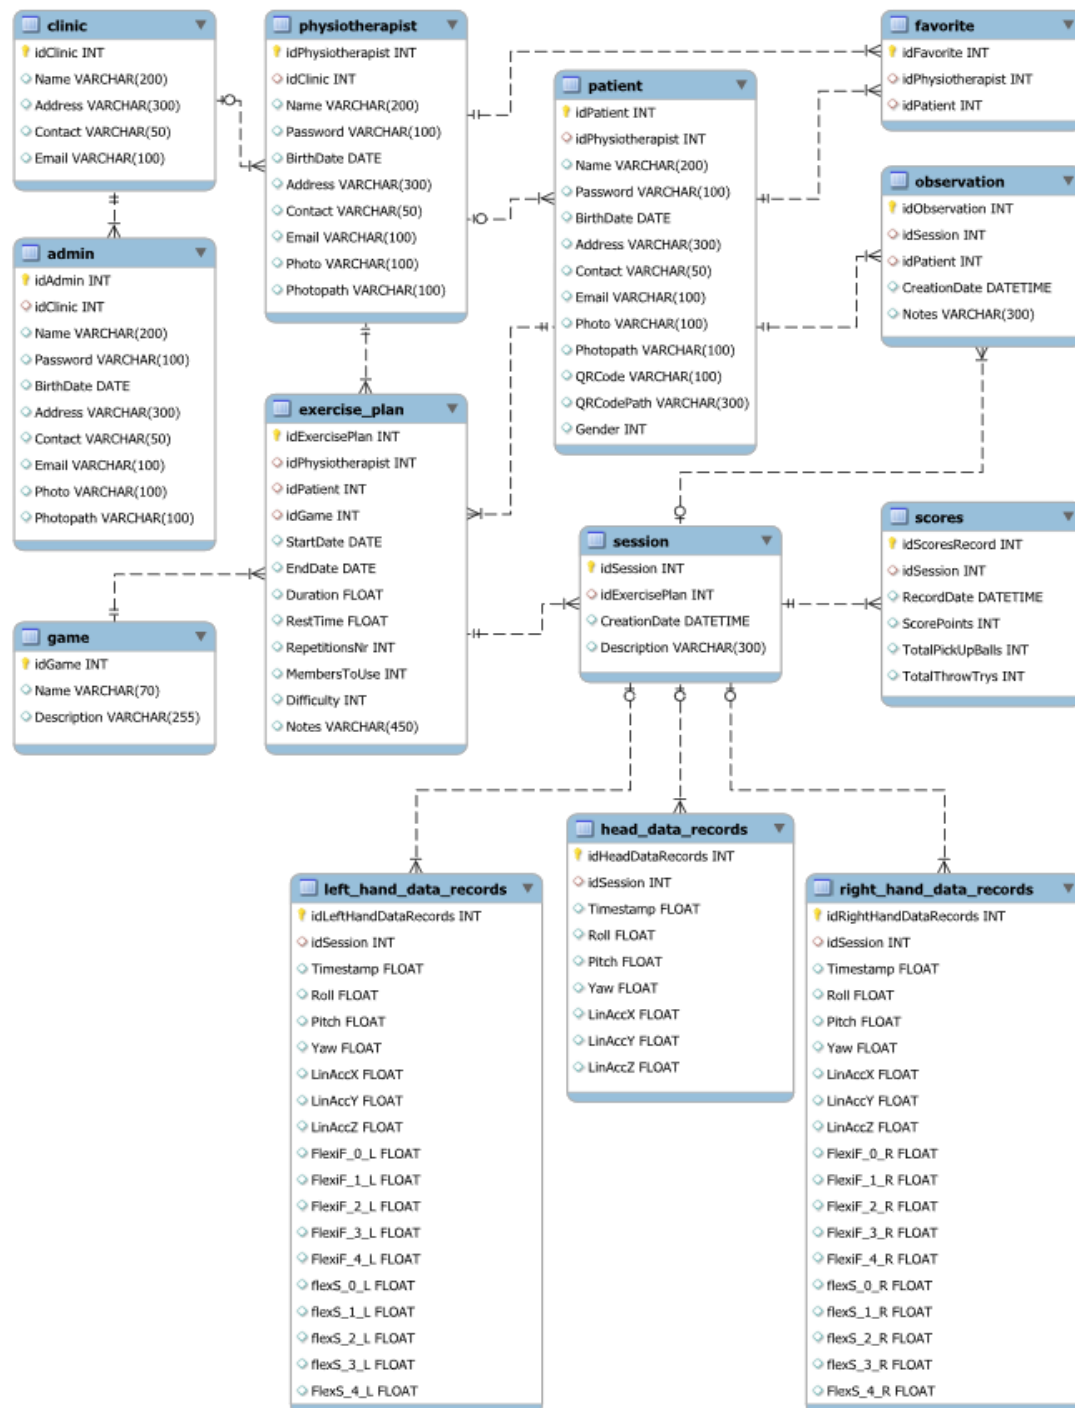 clinic
idClinic INT
Name VARCHAR(200)
Address VARCHAR(300)
Contact VARCHAR(50)
Email VARCHAR(100)
physiotherapist
idPhysiotherapist INT
idClinic INT
Name VARCHAR(200)
Password VARCHAR(100)
BirthDate DATE
Address VARCHAR(300)
Contact VARCHAR(50)
Email VARCHAR(100)
Photo VARCHAR(100)
Photopath VARCHAR(100)
patient
idPatient INT
idPhysiotherapist INT
Name VARCHAR(200)
Password VARCHAR(100)
BirthDate DATE
Address VARCHAR(300)
Contact VARCHAR(50)
Email VARCHAR(100)
Photo VARCHAR(100)
Photopath VARCHAR(100)
QRCode VARCHAR(100)
QRCodePath VARCHAR(300)
Gender INT
favorite
idFavorite INT
idPhysiotherapist INT
idPatient INT
observation
idObservation INT
idSession INT
idPatient INT
CreationDate DATETIME
Notes VARCHAR(300)
admin
idAdmin INT
idClinic INT
Name VARCHAR(200)
Password VARCHAR(100)
BirthDate DATE
Address VARCHAR(300)
Contact VARCHAR(50)
Email VARCHAR(100)
Photo VARCHAR(100)
Photopath VARCHAR(100)
exercise_plan
idExercisePlan INT
idPhysiotherapist INT
idPatient INT
idGame INT
StartDate DATE
EndDate DATE
Duration FLOAT
RestTime FLOAT
RepetitionsNr INT
MembersToUse INT
Difficulty INT
Notes VARCHAR(450)
session
idSession INT
idExercisePlan INT
CreationDate DATETIME
Description VARCHAR(300)
scores
idScoresRecord INT
idSession INT
RecordDate DATETIME
ScorePoints INT
TotalPickUpBalls INT
TotalThrowTrys INT
game
idGame INT
Name VARCHAR(70)
Description VARCHAR(255)
left_hand_data_records
idLeftHandDataRecords INT
idSession INT
Timestamp FLOAT
Roll FLOAT
Pitch FLOAT
Yaw FLOAT
LinAccX FLOAT
LinAccY FLOAT
LinAccZ FLOAT
FlexiF_0_L FLOAT
FlexiF_1_L FLOAT
FlexiF_2_L FLOAT
FlexiF_3_L FLOAT
FlexiF_4_L FLOAT
flexS_0_L FLOAT
flexS_1_L FLOAT
flexS_2_L FLOAT
flexS_3_L FLOAT
FlexS_4_L FLOAT
head_data_records
idHeadDataRecords INT
idSession INT
Timestamp FLOAT
Roll FLOAT
Pitch FLOAT
Yaw FLOAT
LinAccX FLOAT
LinAccY FLOAT
LinAccZ FLOAT
right_hand_data_records
idRightHandDataRecords INT
idSession INT
Timestamp FLOAT
Roll FLOAT
Pitch FLOAT
Yaw FLOAT
LinAccX FLOAT
LinAccY FLOAT
LinAccZ FLOAT
FlexiF_0_R FLOAT
FlexiF_1_R FLOAT
FlexiF_2_R FLOAT
FlexiF_3_R FLOAT
FlexiF_4_R FLOAT
flexS_0_R FLOAT
flexS_1_R FLOAT
flexS_2_R FLOAT
flexS_3_R FLOAT
FlexS_4_R FLOAT